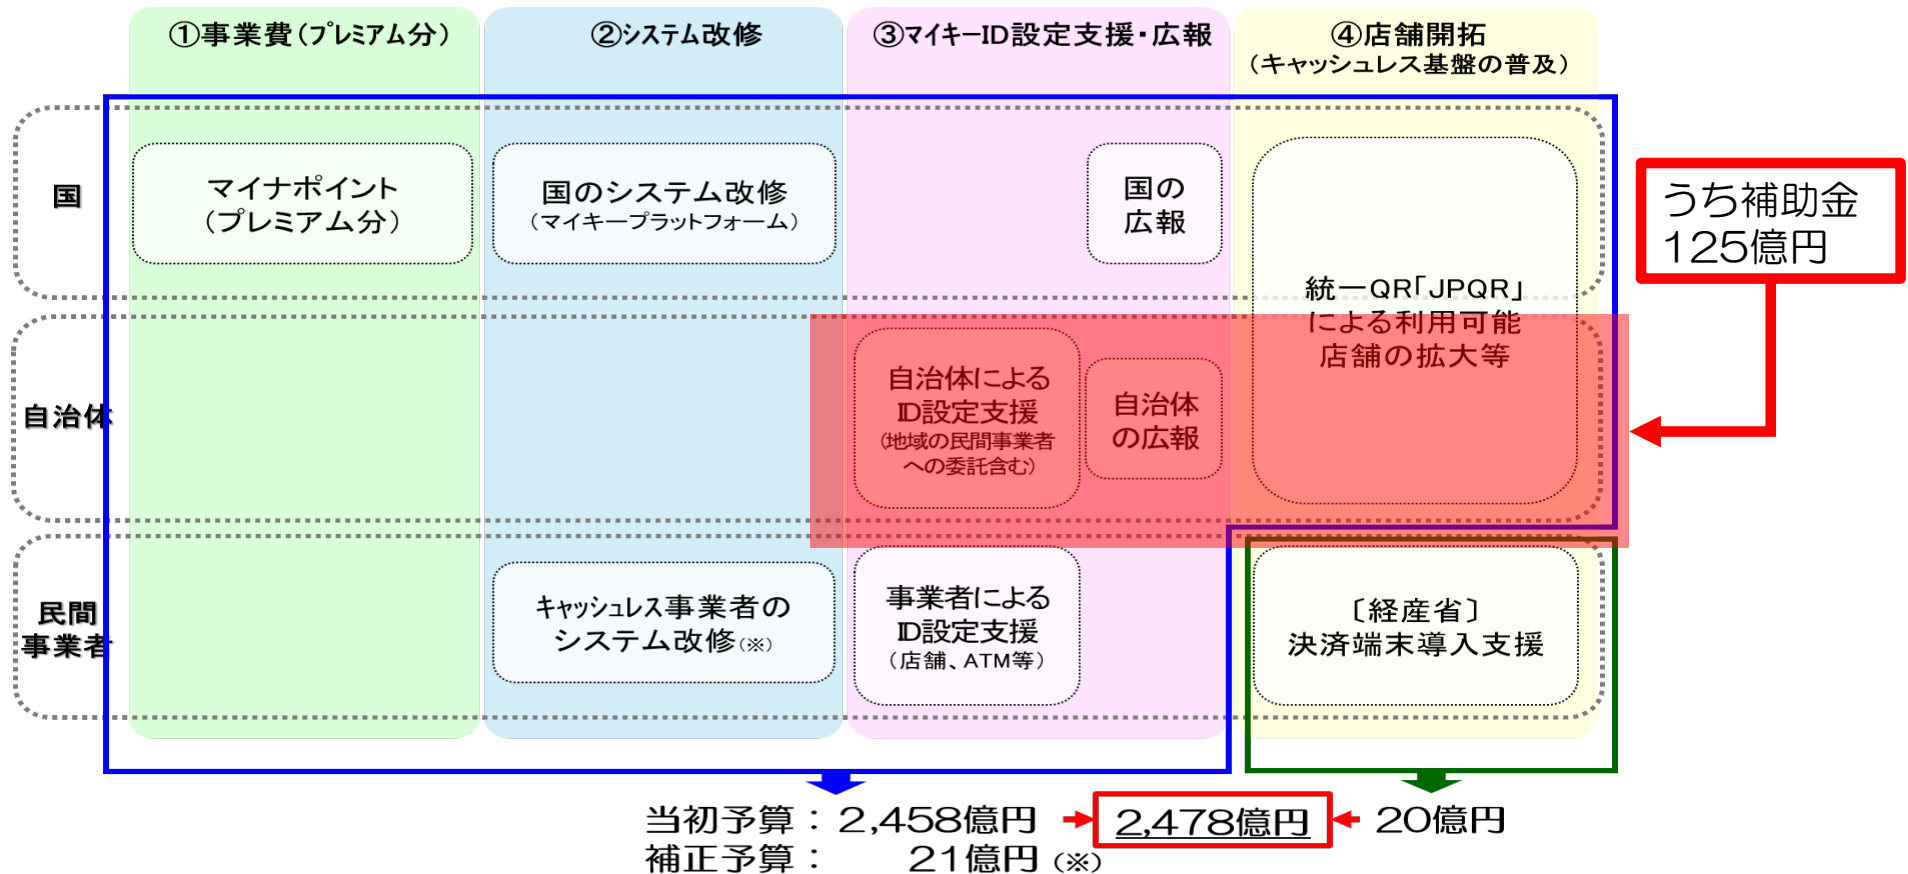 ①事業費(プレミアム分)
②システム改修
③マイキーID設定支援・広報
④店舗開拓
(キャッシュレス基盤の普及)
国
マイナポイント
(プレミアム分)
国のシステム改修
(マイキープラットフォーム)
国の
広報
統一QR「JPQR」
による利用可能
店舗の拡大等
うち補助金
125億円
自治体
自治体による
ID設定支援
(地域の民間事業者
への委託含む)
自治体
の広報
民間
事業者
キャッシュレス事業者の
システム改修(※)
事業者による
ID設定支援
(店舗、ATM等)
〔経産省〕
決済端末導入支援
当初予算：2,458億円
2,478億円
20億円
補正予算： 21億円(※)